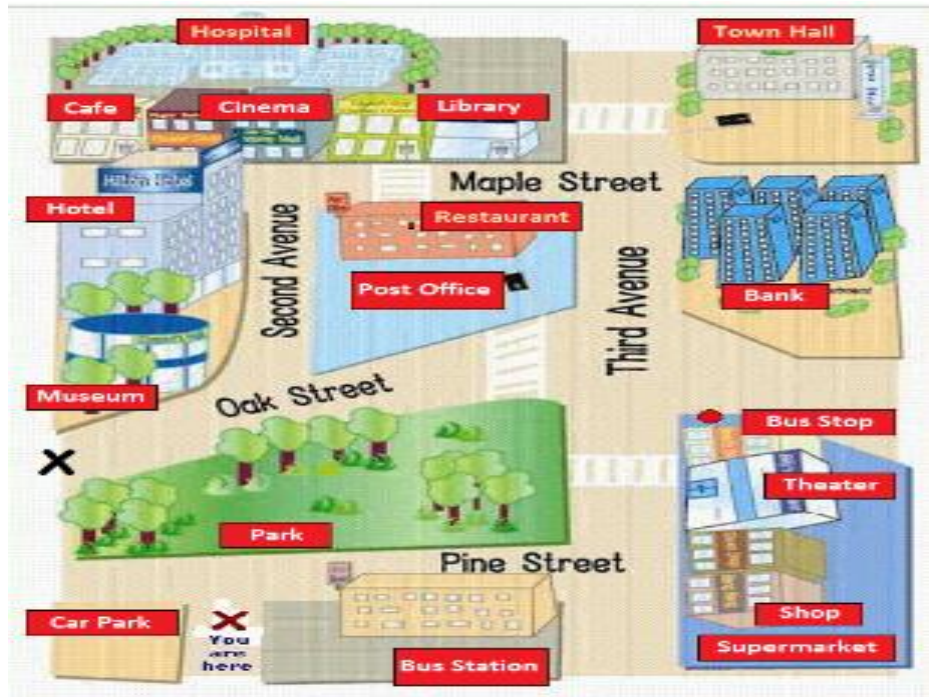 Hospital
Town Hall
Cafe
Cinema
Library
Maple Street
Hotel
Restaurant
Second Avenue
Post Office
Third Avenue
Bank
Museum
Oak Street
Bus Stop
X
Theater
Park
Pine Street
Car Park
X
You
are
here
Shop
Supermarket
Bus Station